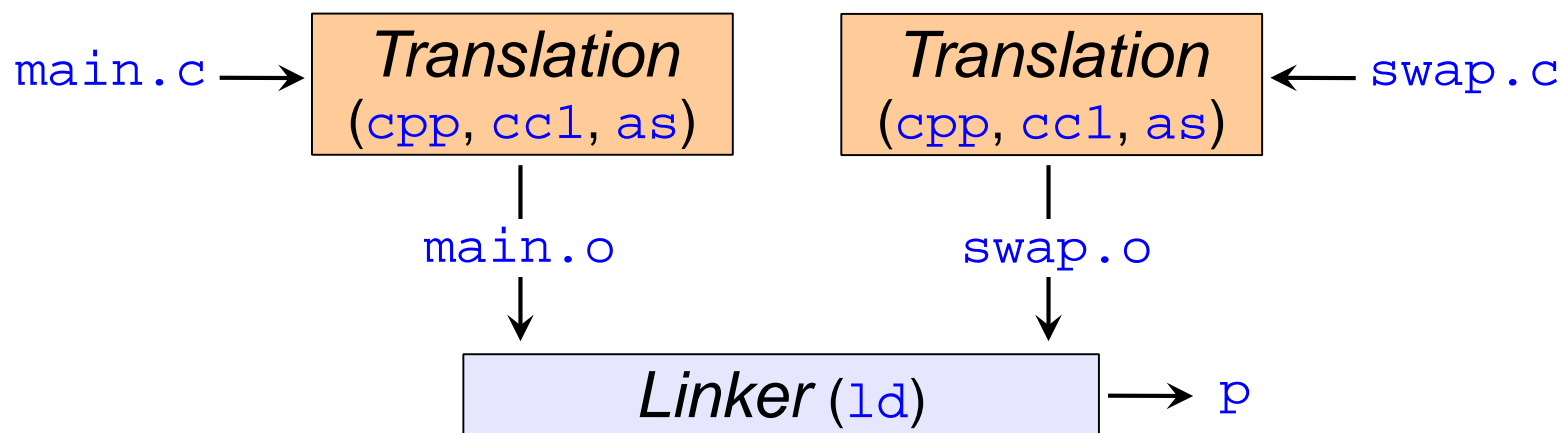 main.c
Translation
(cpp, cc1, as)
Translation
(cpp, cc1, as)
swap.c
main.o
swap.o
Linker (ld)
p